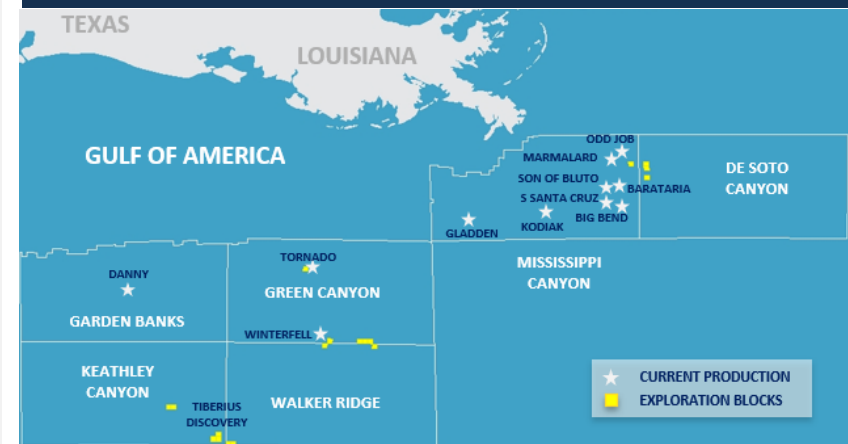 TEXAS
LOUISIANA
GULF OF AMERICA
ODD JOB
MARMALARD
SON OF BLUTO
BARATARIA
S SANTA CRUZ
BIG BEND
KODIAK
GLADDEN
DE SOTO
CANYON
MISSISSIPPI
CANYON
TORNADO
GREEN CANYON
DANNY
GARDEN BANKS
WINTERFELL
KEATHLEY
CANYON
TIBERIUS
DISCOVERY
WALKER RIDGE
CURRENT PRODUCTION
EXPLORATION BLOCKS